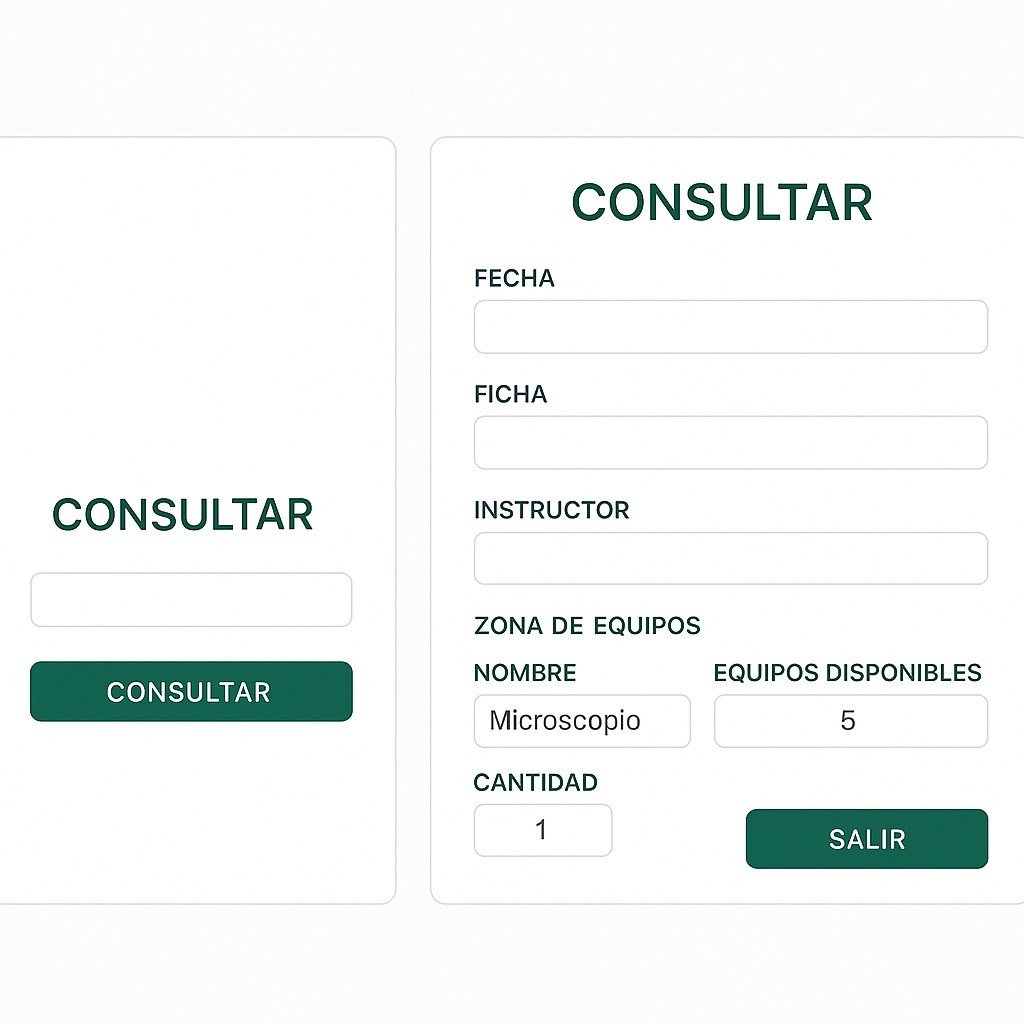 CONSULTAR
CONSULTAR
CONSULTAR
FECHA
FICHA
INSTRUCTOR
ZONA DE EQUIPOS
NOMBRE
EQUIPOS DISPONIBLES
Microscopio
5
CANTIDAD
1
SALIR